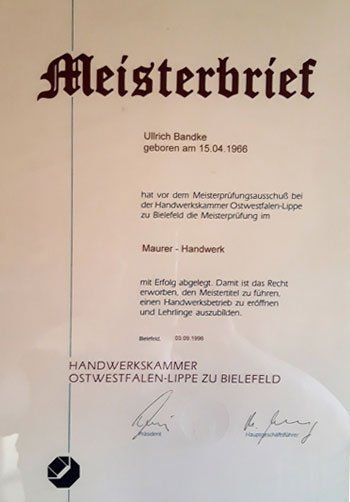 Meisterbrief
Ullrich Bandke
geboren am 15.04.1966
hat vor dem Meisterprüfungsausschuß bei
der Handwerkskammer Ostwestfalen-Lippe
zu Bielefeld die Meisterprüfung im
Maurer - Handwerk
mit Erfolg abgelegt. Damit ist das Recht
erworben, den Meistertitel zu führen,
einen Handwerksbetrieb zu eröffnen
und Lehrlinge auszubilden.
Bielefeld, 03.09.1996
HANDWERKSKAMMER
OSTWESTFALEN-LIPPE ZU BIELEFELD
Präsident Hauptgeschäftsführer